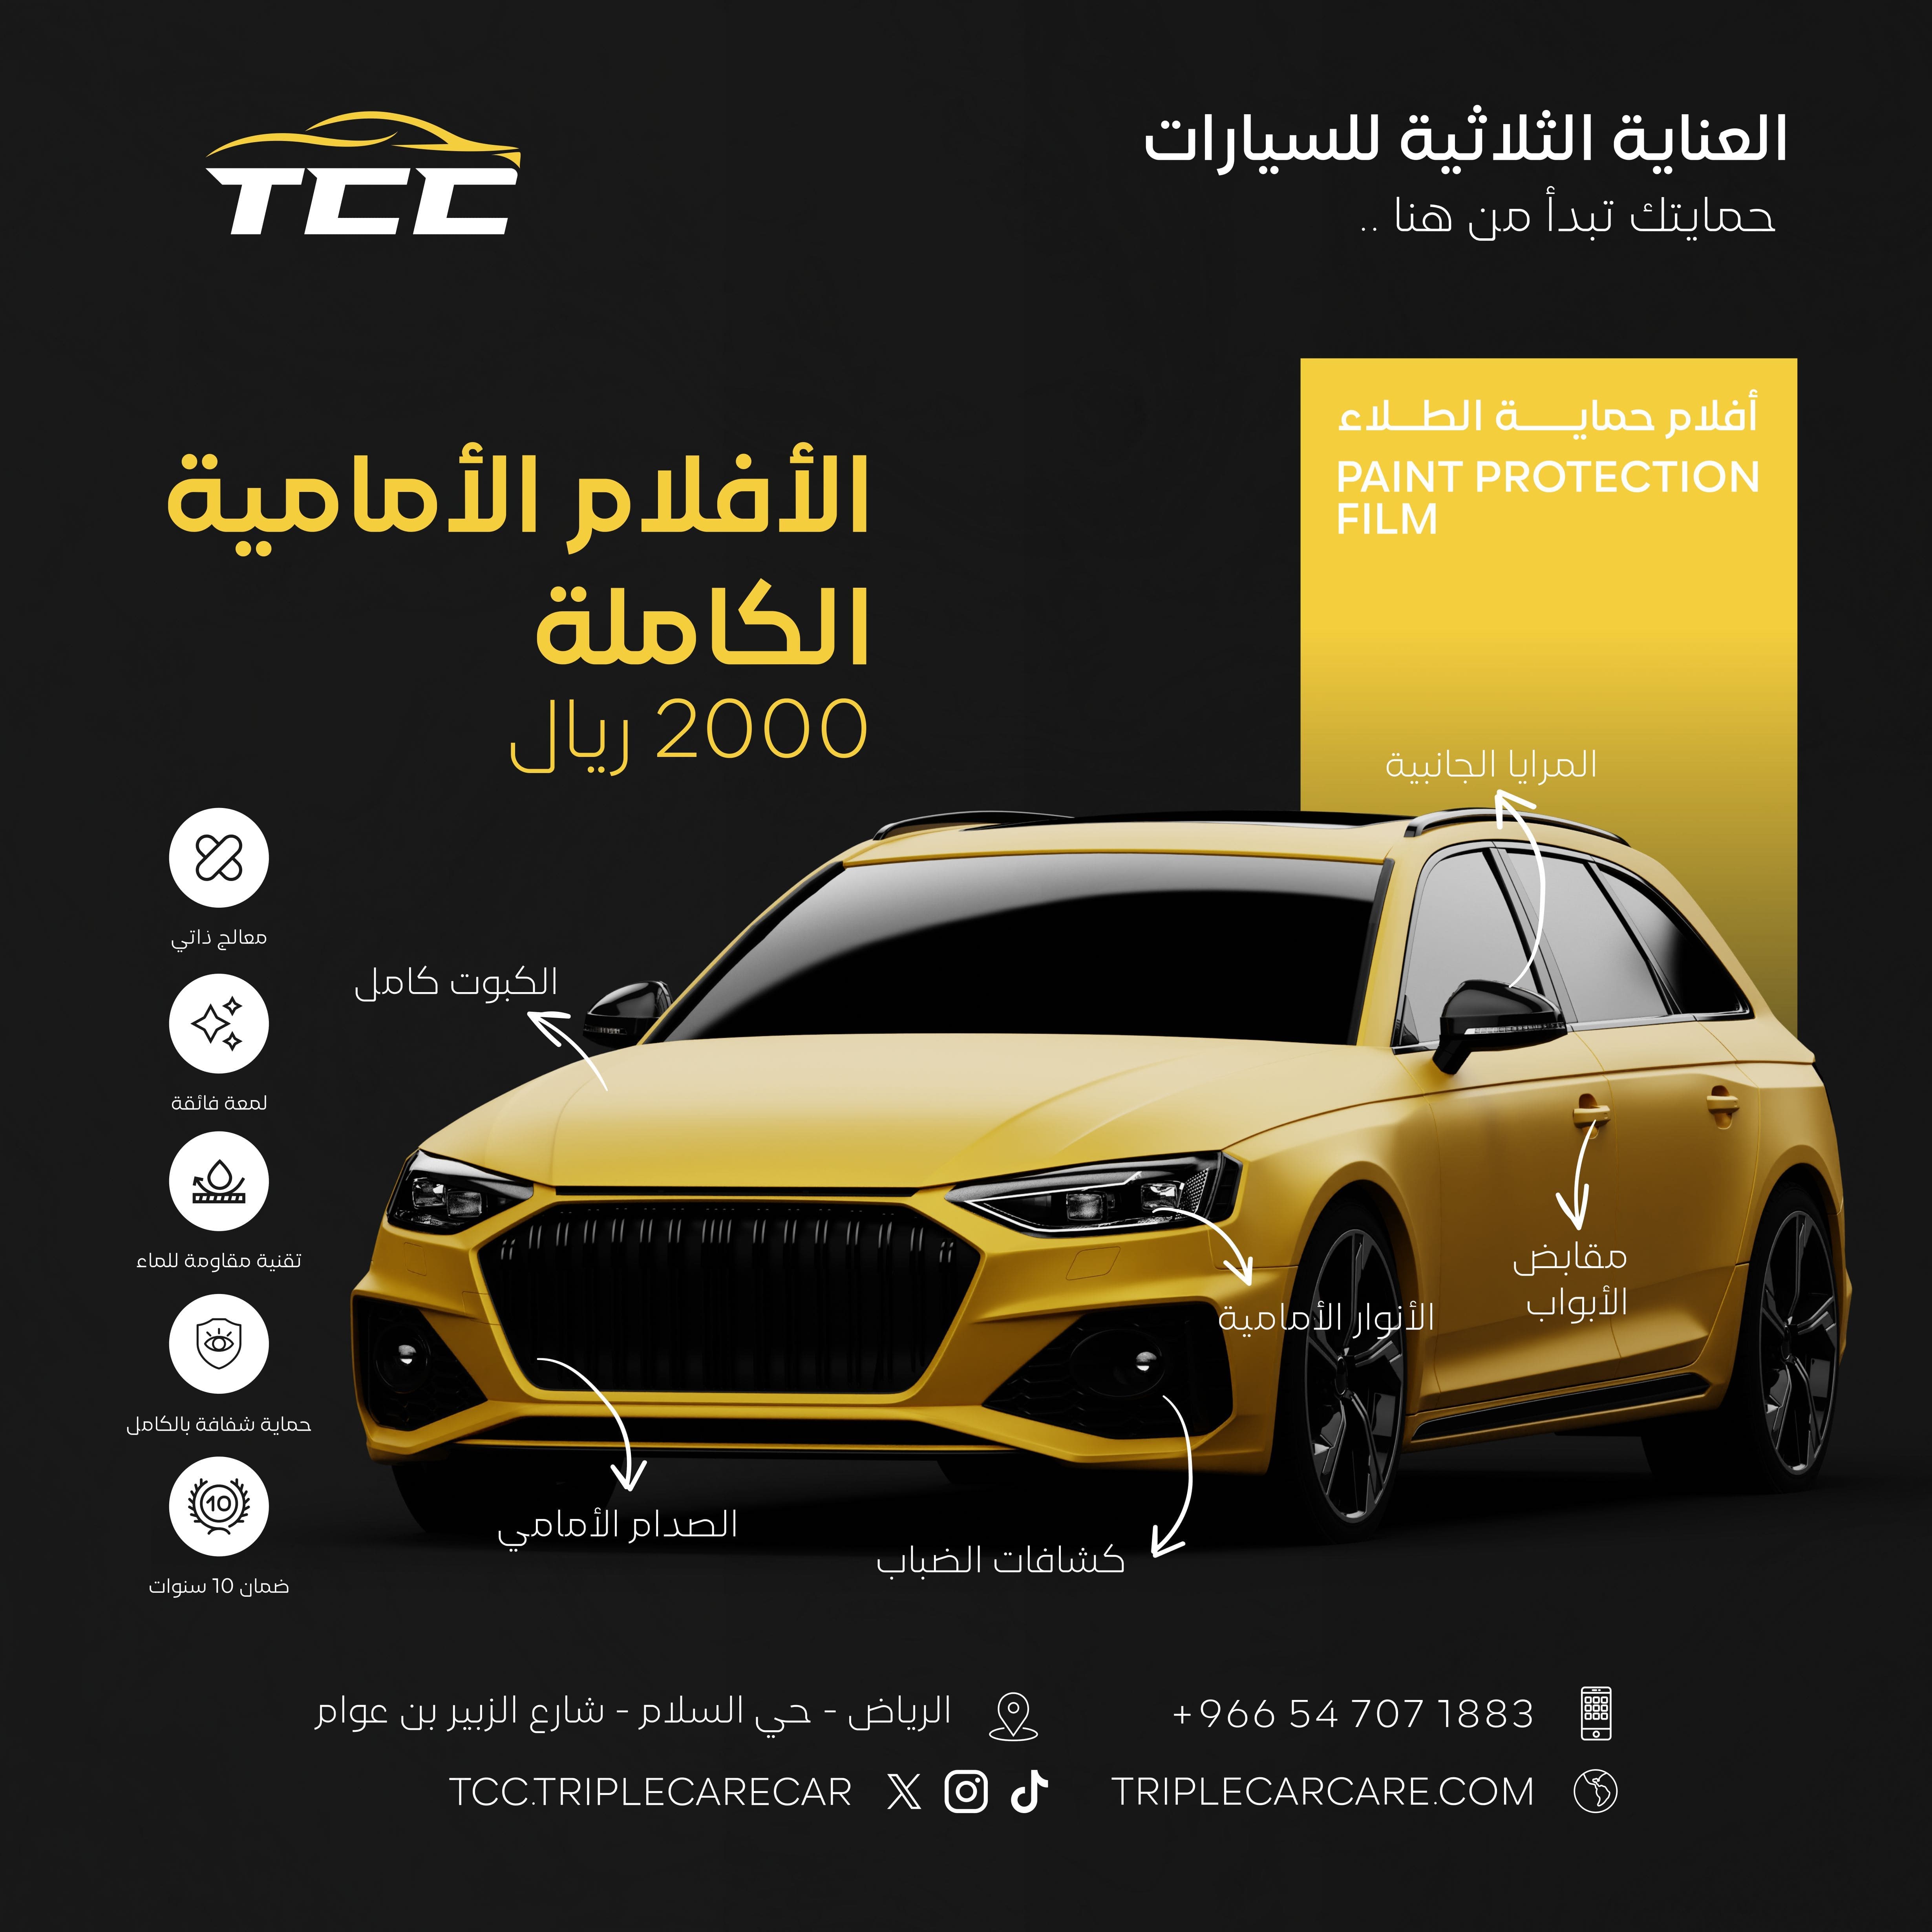 العناية الثلاثية للسيارات
حمايتك تبدأ من هنا ..
TCC
أفلام حماية الطلاء
PAINT PROTECTION
FILM
الأفلام الأمامية
الكاملة
2000 ريال
المرايا الجانبية
الكبوت كامل
مقابض
الأبواب
الأنوار الأمامية
الصدام الأمامي
كشافات الضباب
معالج ذاتي
لمعة فائقة
تقنية مقاومة للماء
حماية شفافة بالكامل
10
ضمان 10 سنوات
+966 54 707 1883
الرياض - حي السلام - شارع الزبير بن عوام
TRIPLECARCARE.COM
TCC.TRIPLECARECAR